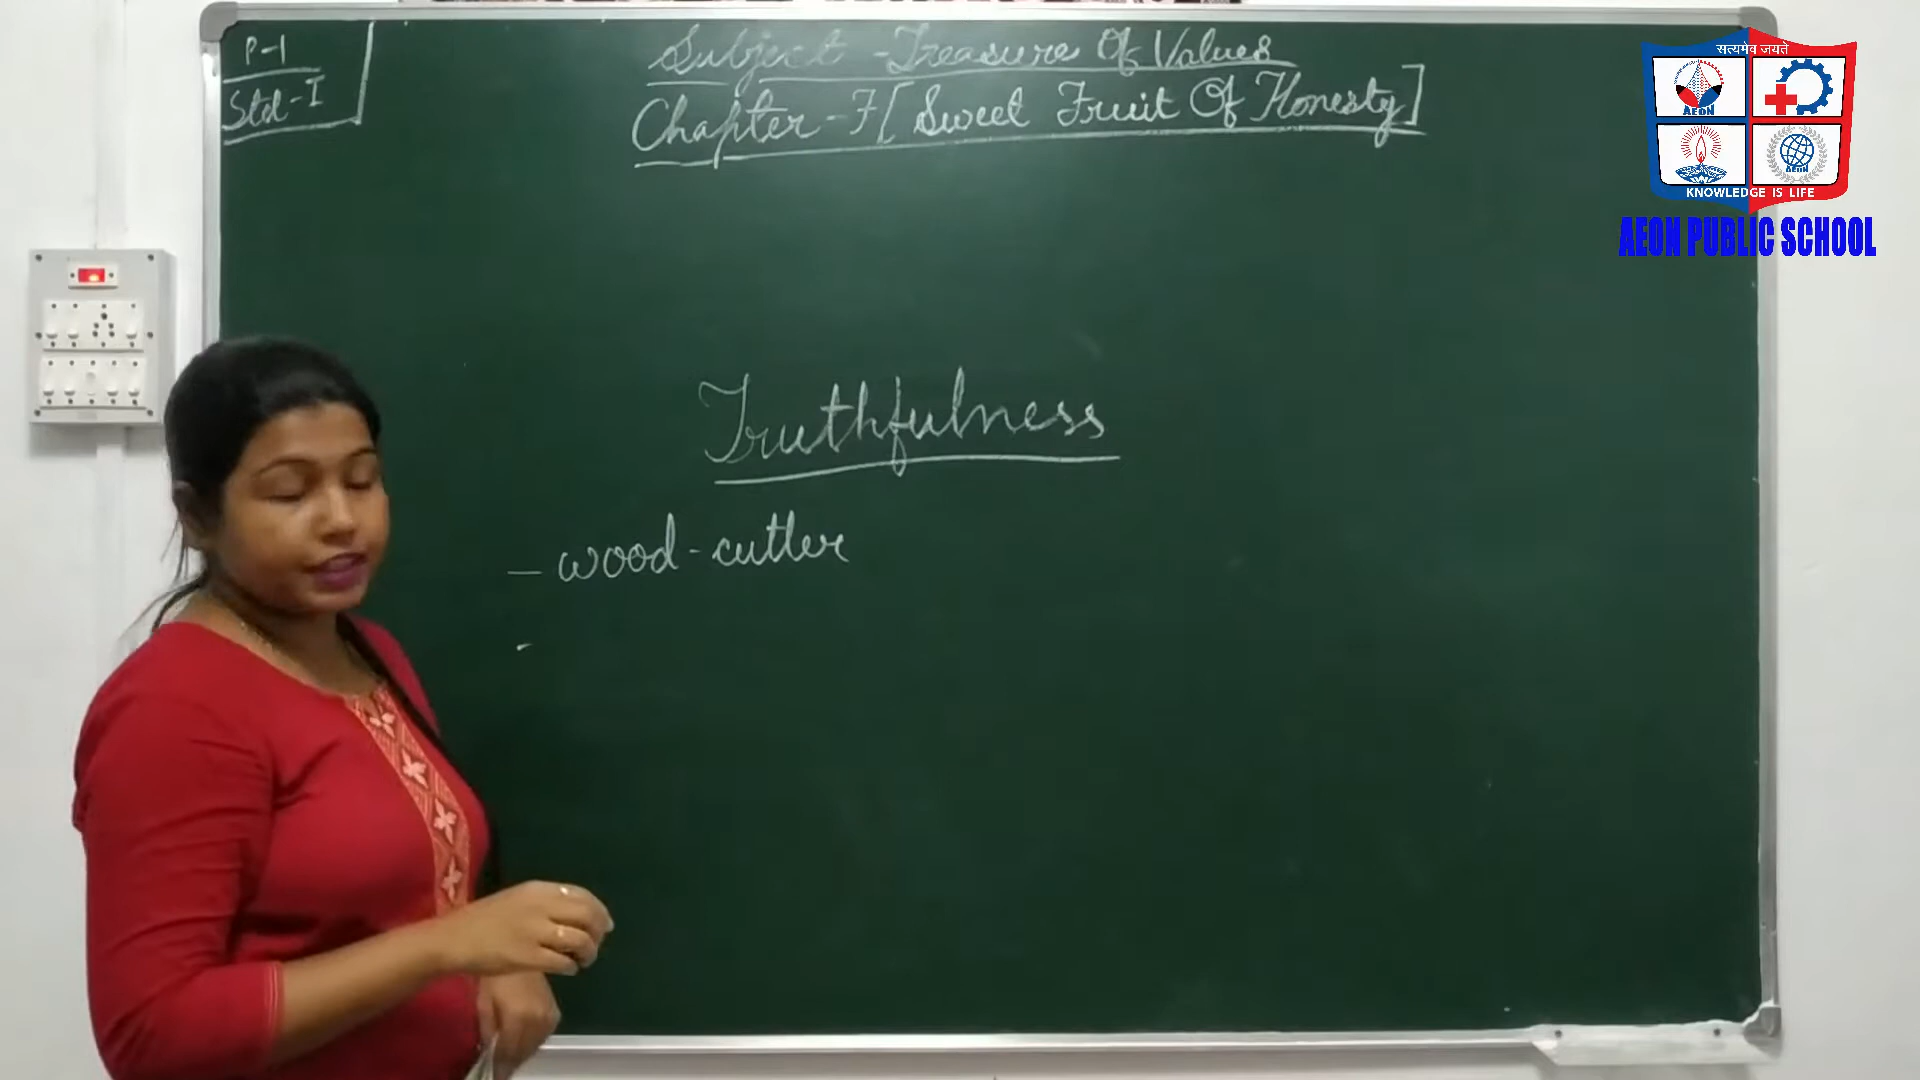 P-1
Std-I
Subject - Treasure Of Values
Chapter-7[Sweet Fruit Of Honesty]
Truthfulness
- wood-cutter
-
सत्यमेव जयते
AEON
AEON
KNOWLEDGE IS LIFE
AEON PUBLIC SCHOOL